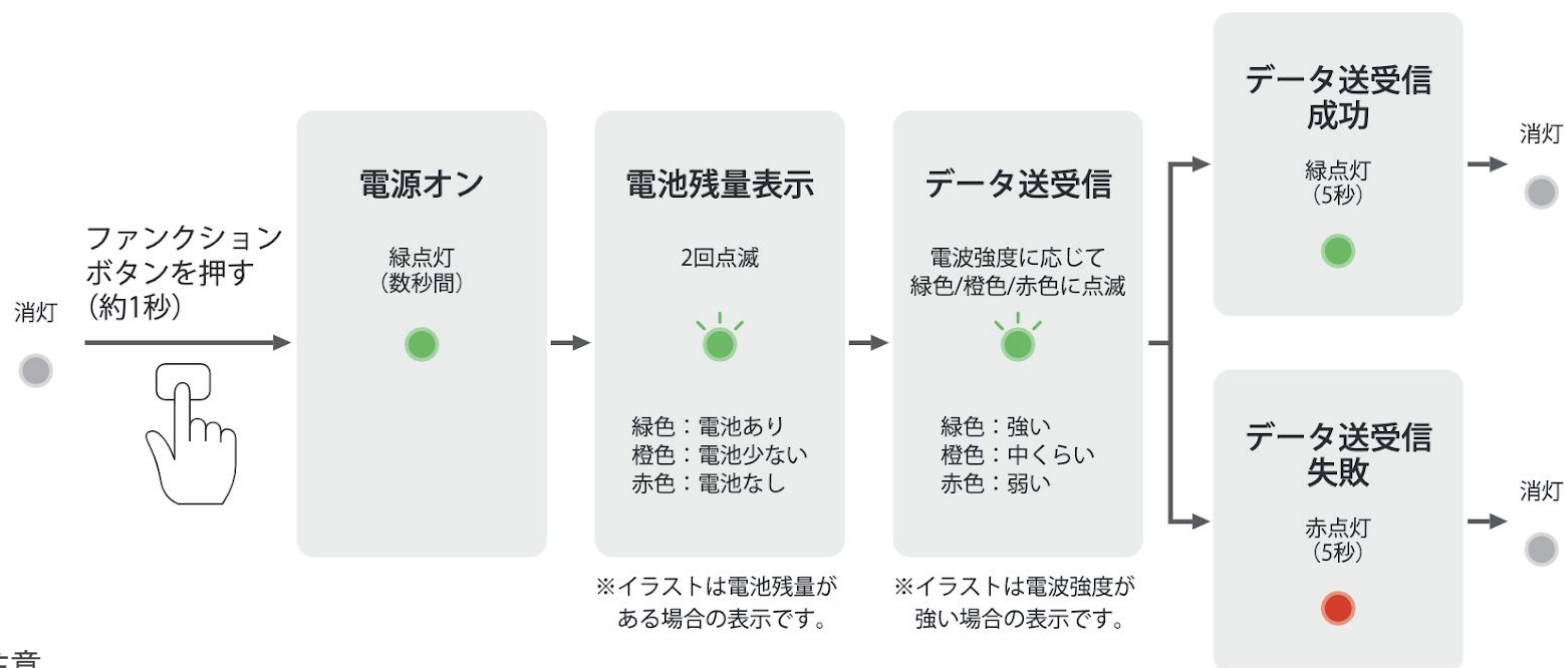 消灯
ファンクション
ボタンを押す
（約1秒）
電源オン
緑点灯
（数秒間）
電池残量表示
2回点滅
緑色：電池あり
橙色：電池少ない
赤色：電池なし
※イラストは電池残量が
ある場合の表示です。
データ送受信
電波強度に応じて
緑色/橙色/赤色に点滅
緑色：強い
橙色：中くらい
赤色：弱い
※イラストは電波強度が
強い場合の表示です。
データ送受信
成功
緑点灯
（5秒）
消灯
データ送受信
失敗
赤点灯
（5秒）
消灯